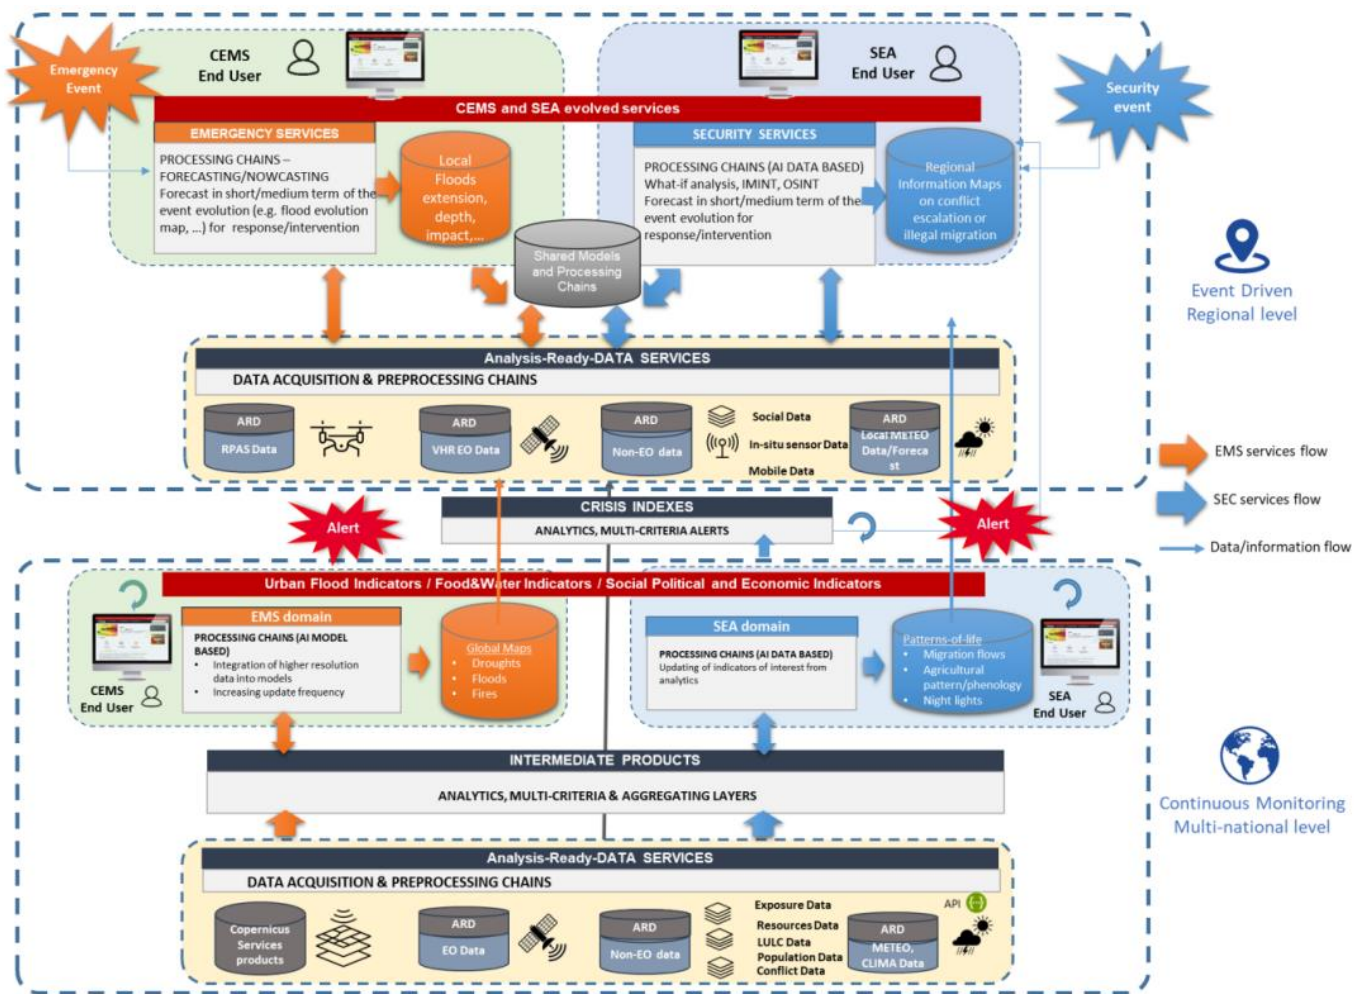 Emergency
Event
CEMS
End User
SEA
End User
Security
event
CEMS and SEA evolved services
EMERGENCY SERVICES
PROCESSING CHAINS –
FORECASTING/NOWCASTING
Forecast in short/medium term of the
event evolution (e.g. flood evolution
map, ...) for response/intervention
Local
Floods
extension,
depth,
impact,...
SECURITY SERVICES
PROCESSING CHAINS (AI DATA BASED)
What-if analysis, IMINT, OSINT
Forecast in short/medium term of the
event evolution for
response/intervention
Regional
Information Maps
on conflict
escalation or
illegal migration
Shared Models
and Processing
Chains
Event Driven
Regional level
Analysis-Ready-DATA SERVICES
DATA ACQUISITION & PREPROCESSING CHAINS
ARD
RPAS Data
ARD
VHR EO Data
ARD
Non-EO data
Social Data
In-situ sensor Data
Mobile Data
ARD
Local METEO
Data/Foreca
st
EMS services flow
SEC services flow
Data/information flow
Alert
CRISIS INDEXES
ANALYTICS, MULTI-CRITERIA ALERTS
Alert
Urban Flood Indicators / Food&Water Indicators / Social Political and Economic Indicators
CEMS
End User
EMS domain
PROCESSING CHAINS (AI MODEL
BASED)
• Integration of higher resolution
data into models
• Increasing update frequency
Global Maps
• Droughts
• Floods
• Fires
SEA domain
PROCESSING CHAINS (AI DATA BASED)
Updating of indicators of interest from
analytics
Patterns-of-life
• Migration flows
• Agricultural
pattern/phenology
• Night lights
SEA
End User
INTERMEDIATE PRODUCTS
ANALYTICS, MULTI-CRITERIA & AGGREGATING LAYERS
Continuous Monitoring
Multi-national level
Analysis-Ready-DATA SERVICES
DATA ACQUISITION & PREPROCESSING CHAINS
Copernicus
Services
products
ARD
EO Data
ARD
Non-EO data
Exposure Data
Resources Data
LULC Data
Population Data
Conflict Data
API
ARD
METEO,
CLIMA Data